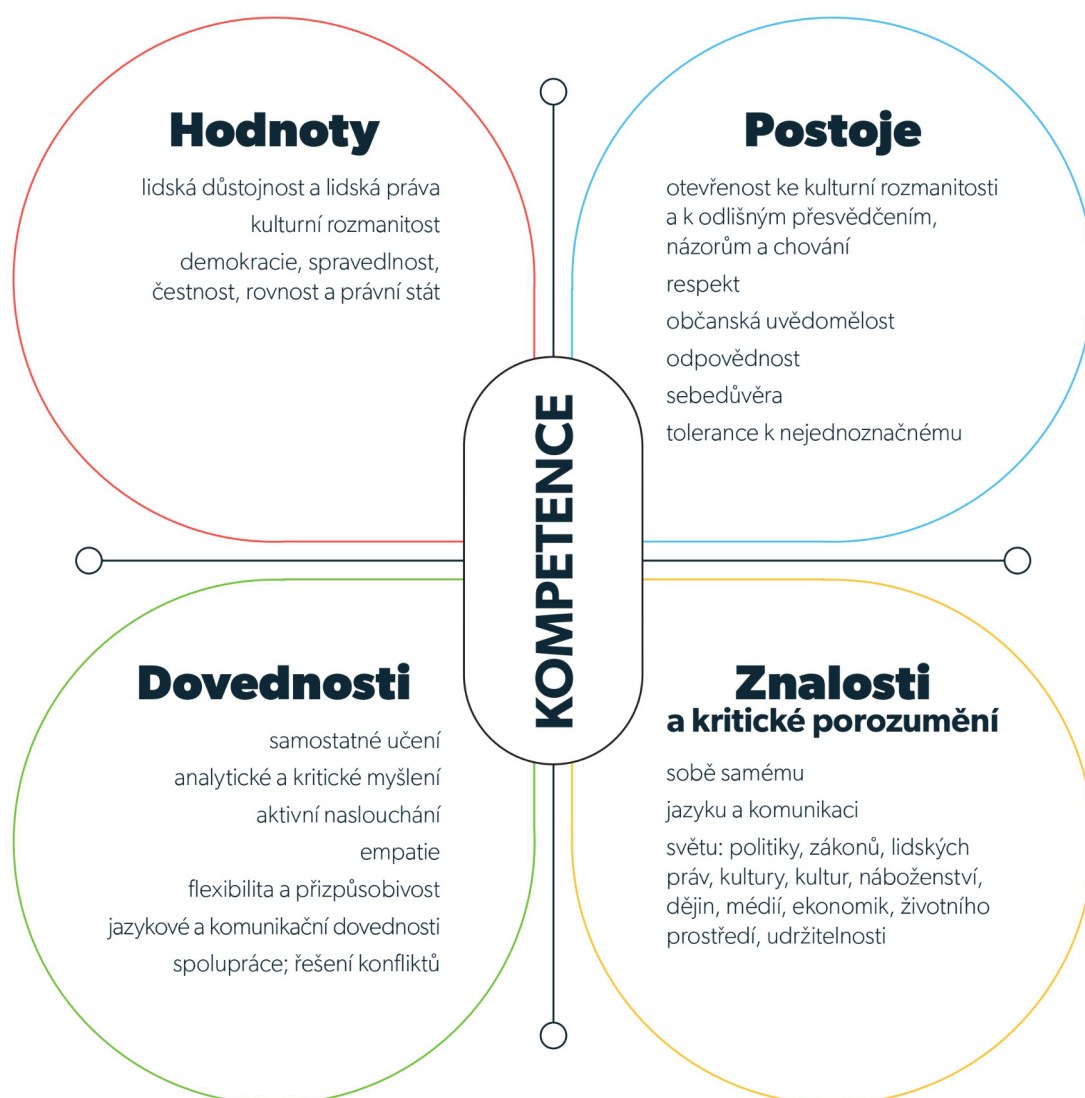 Hodnoty
lidská důstojnost a lidská práva
kulturní rozmanitost
demokracie, spravedlnost,
čestnost, rovnost a právní stát
Postoje
otevřenost ke kulturní rozmanitosti
a k odlišným přesvědčením,
názorům a chování
respekt
občanská uvědomělost
odpovědnost
sebedůvěra
tolerance k nejednoznačnému
KOMPETENCE
Dovednosti
samostatné učení
analytické a kritické myšlení
aktivní naslouchání
empatie
flexibilita a přizpůsobivost
jazykové a komunikační dovednosti
spolupráce; řešení konfliktů
Znalosti
a kritické porozumění
sobě samému
jazyku a komunikaci
světu: politiky, zákonů, lidských
práv, kultury, kultur, náboženství,
dějin, médií, ekonomik, životního
prostředí, udržitelnosti